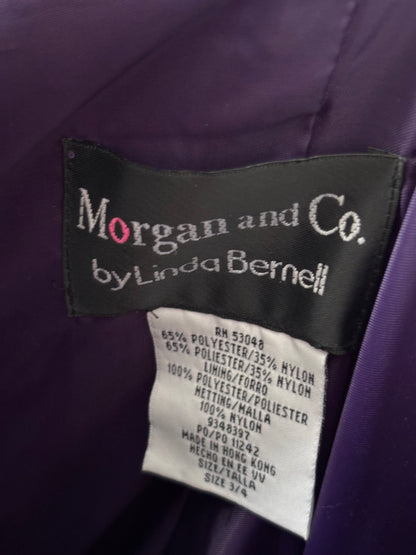 Morgan and Co.
by Linda Bernell
RN 53048
65% POLYESTER/35% NYLON
65% POLIESTER/35% NYLON
LINING/FORRO
100% POLYESTER/POLIESTER
NETTING/MALLA
100% NYLON
9348397
PO/PO 11242
MADE IN HONG KONG
HECHO EN EE UV
SIZE/TALLA
SIZE 3/4